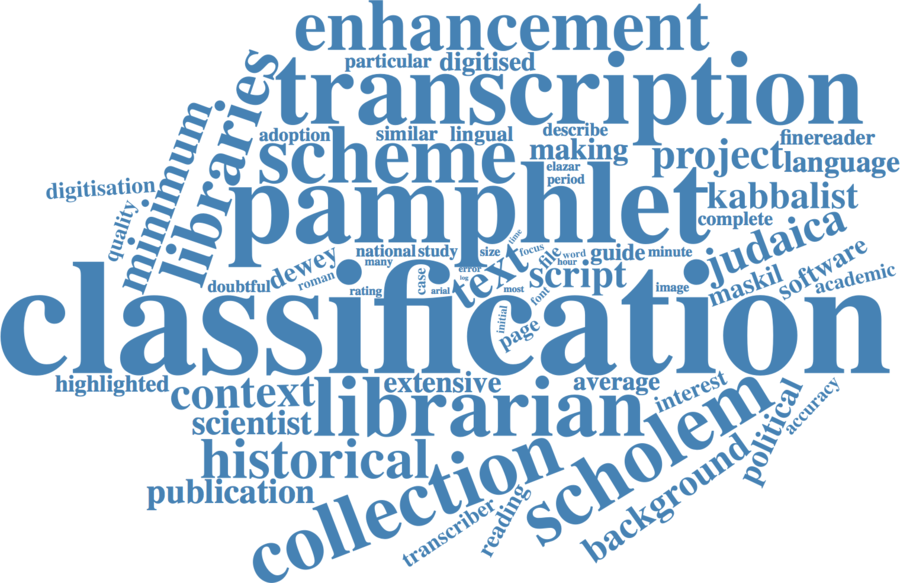 enhancement
particular digitised
transcription
libraries
minimum
adoption similar lingual describe finereader
scheme making project language
elazar
period
digitisation
pamphlet kabbalist
complete
quality
national study size lime focus file word hour guide minute
judaica
many
doubtful dewey roman
case error log text script
maskil software academic
rating arial most font image
classification
initial
page
highlighted extensive average
context librarian interest
scientist
scholem
political
accuracy
historical
collection
background
publication
transcriber
reading